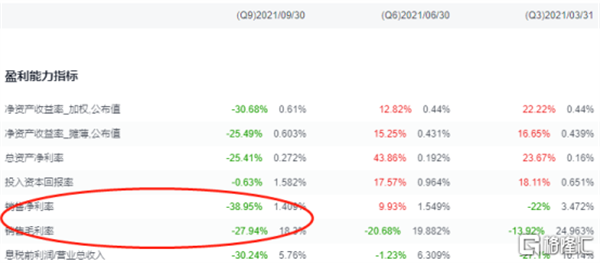 (Q9)2021/09/30 (Q6)2021/06/30 (Q3)2021/03/31
盈利能力指标
净资产收益率_加权,公布值 -30.68% 0.61% 12.82% 0.44% 22.22% 0.44%
净资产收益率_摊薄,公布值 -25.49% 0.603% 15.25% 0.431% 16.65% 0.439%
总资产净利率 -25.41% 0.272% 43.86% 0.192% 23.67% 0.16%
投入资本回报率 -0.63% 1.582% 17.57% 0.964% 18.11% 0.651%
销售净利率 -38.95% 1.409% 9.93% 1.549% -22% 3.472%
销售毛利率 -27.94% -20.68% 19.882% -13.92% 24.963%
息税前利润/营业总收入 -30.24% 5.76% -1.23% 6.309%
格隆汇